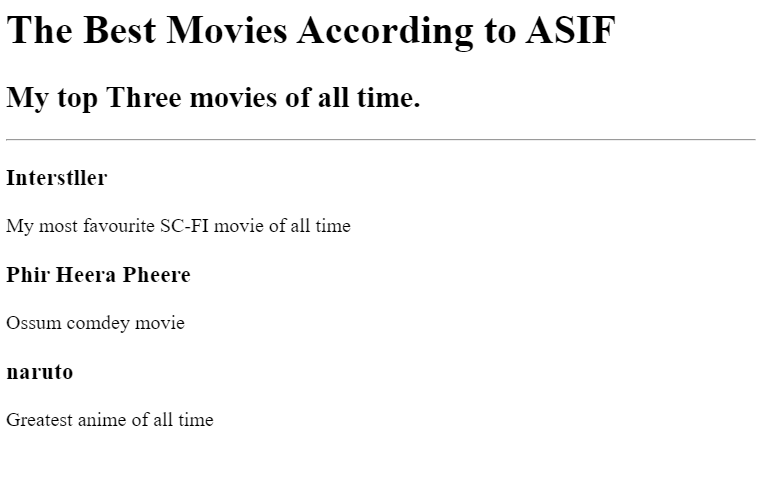 The Best Movies According to ASIF
My top Three movies of all time.
Interstller
My most favourite SC-FI movie of all time
Phir Heera Pheere
Ossum comdey movie
naruto
Greatest anime of all time